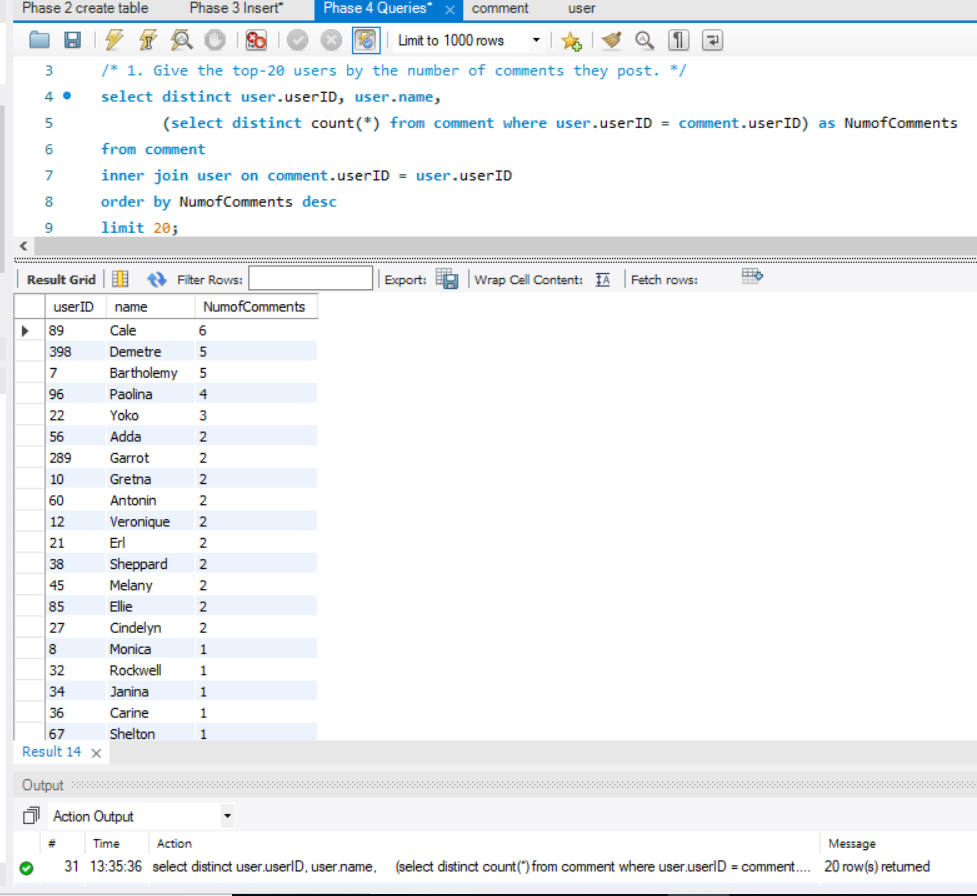 Phase 2 create table Phase 3 Insert* Phase 4 Queries* × comment user
Limit to 1000 rows
3 /* 1. Give the top-20 users by the number of comments they post. */
4 select distinct user.userID, user.name,
5 (select distinct count(*) from comment where user.userID = comment.userID) as NumofComments
6 from comment
7 inner join user on comment.userID = user.userID
8 order by NumofComments desc
9 limit 20;
Result Grid Filter Rows: Export: Wrap Cell Content: IA Fetch rows:
userID name NumofComments
89 Cale 6
398 Demetre 5
7 Bartholemy 5
96 Paolina 4
22 Yoko 3
56 Adda 2
289 Garrot 2
10 Gretna 2
60 Antonin 2
12 Veronique 2
21 Erl 2
38 Sheppard 2
45 Melany 2
85 Ellie 2
27 Cindelyn 2
8 Monica 1
32 Rockwell 1
34 Janina 1
36 Carine 1
67 Shelton 1
Result 14 ×
Output
Action Output
# Time Action Message
31 13:35:36 select distinct user.userID, user.name, (select distinct count(*) from comment where user.userID = comment.... 20 row(s) returned